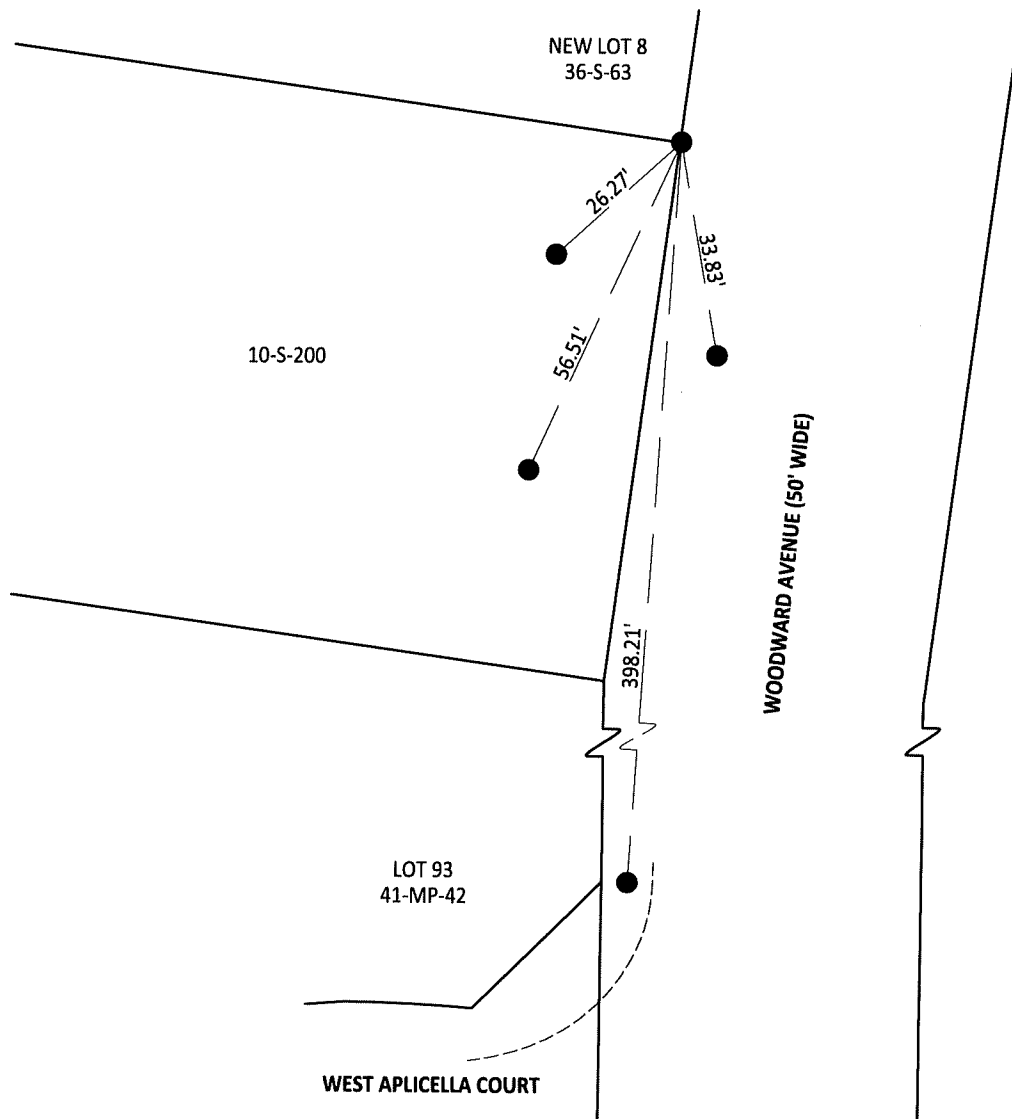 NEW LOT 8
36-S-63
26.27'
33.83'
10-S-200
56.51'
WOODWARD AVENUE (50' WIDE)
398.21'
LOT 93
41-MP-42
WEST APLICELLA COURT